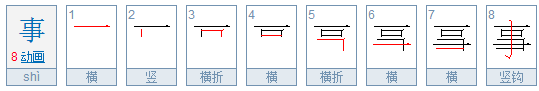 事 1 2 3 4 5 6 7 8
8 动画
shì 横 竖 横折 横 横折 横 横 竖钩